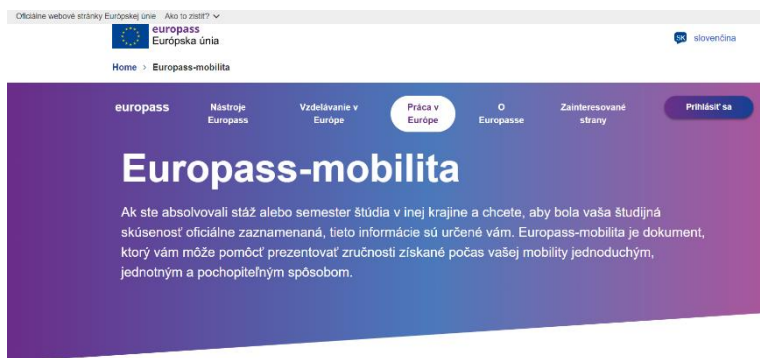 Oficiálne webové stránky Európskej únie Ako to zistiť?
europass
Európska únia
SK slovenčina
Home > Europass-mobilita
europass Nástroje Europass Vzdelávanie v Európe Práca v Európe O Europasse Zainteresované strany Prihlásiť sa
Europass-mobilita
Ak ste absolvovali stáž alebo semester štúdia v inej krajine a chcete, aby bola vaša študijná
skúsenosť oficiálne zaznamenaná, tieto informácie sú určené vám. Europass-mobilita je dokument,
ktorý vám môže pomôcť prezentovať zručnosti získané počas vašej mobility jednoduchým,
jednotným a pochopiteľným spôsobom.